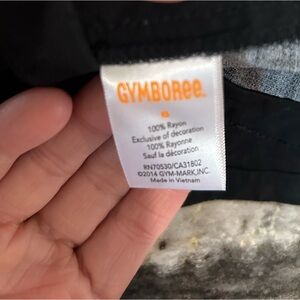 GYMBORee.
100% Rayon
Exclusive of decoration
100% Rayonne
Sauf la décoration
RN70530/CA31802
©2014 GYM-MARK,INC.
Made in Vietnam